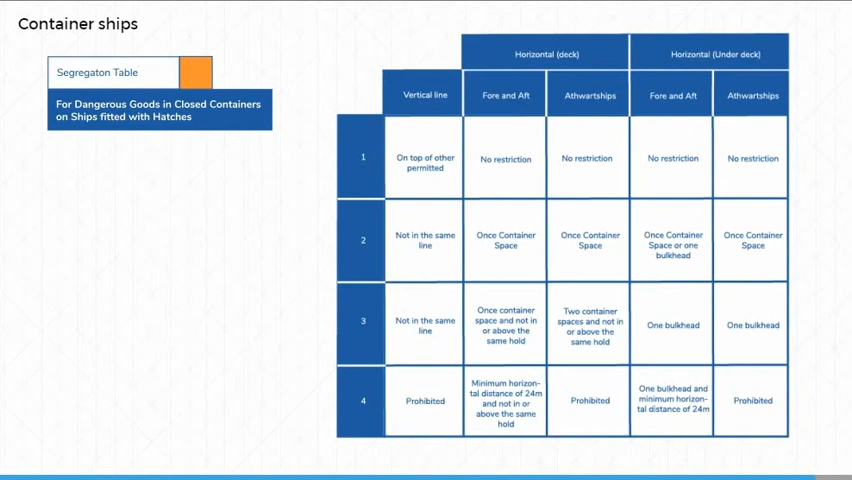 Container ships
Segregaton Table
For Dangerous Goods in Closed Containers
on Ships fitted with Hatches
Horizontal (deck)
Horizontal (Under deck)
Vertical line
Fore and Aft
Athwartships
Fore and Aft
Athwartships
1
On top of other
permitted
No restriction
No restriction
No restriction
No restriction
2
Not in the same
line
Once Container
Space
Once Container
Space
Once Container
Space or one
bulkhead
Once Container
Space
3
Not in the same
line
Once container
space and not in
or above the
same hold
Two container
spaces and not in
or above the
same hold
One bulkhead
One bulkhead
4
Prohibited
Minimum horizon-
tal distance of 24m
and not in or
above the same
hold
Prohibited
One bulkhead and
minimum horizon-
tal distance of 24m
Prohibited